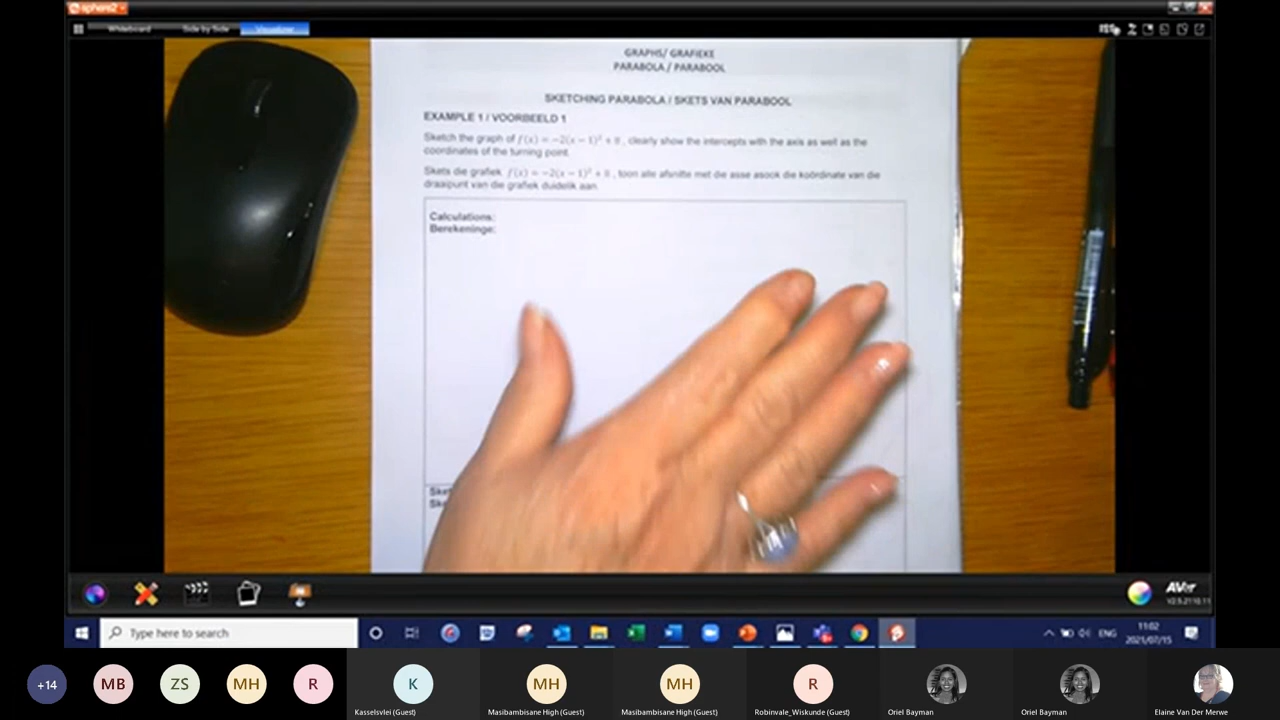 sphere2
Whiteboard Side by Side Visualizer
GRAPHS/ GRAFIEKE
PARABOLA / PARABOOL
SKETCHING PARABOLA / SKETS VAN PARABOOL
EXAMPLE 1 / VOORBEELD 1
Sketch the graph of f(x) = −2(x − 1)² + 8 , clearly show the intercepts with the axis as well as the
coordinates of the turning point.
Skets die grafiek f(x) = −2(x − 1)² + 8 , toon alle afsnitte met die asse asook die koördinate van die
draaipunt van die grafiek duidelik aan.
Calculations:
Berekeninge:
AVer
Type here to search
ENG
11:02
2021/07/15
+14 MB ZS MH R K MH MH R
Kasselsvlei (Guest) Masibambisane High (Guest) Masibambisane High (Guest) Robinvale_Wiskunde (Guest) Oriel Bayman Oriel Bayman Elaine Van Der Merwe